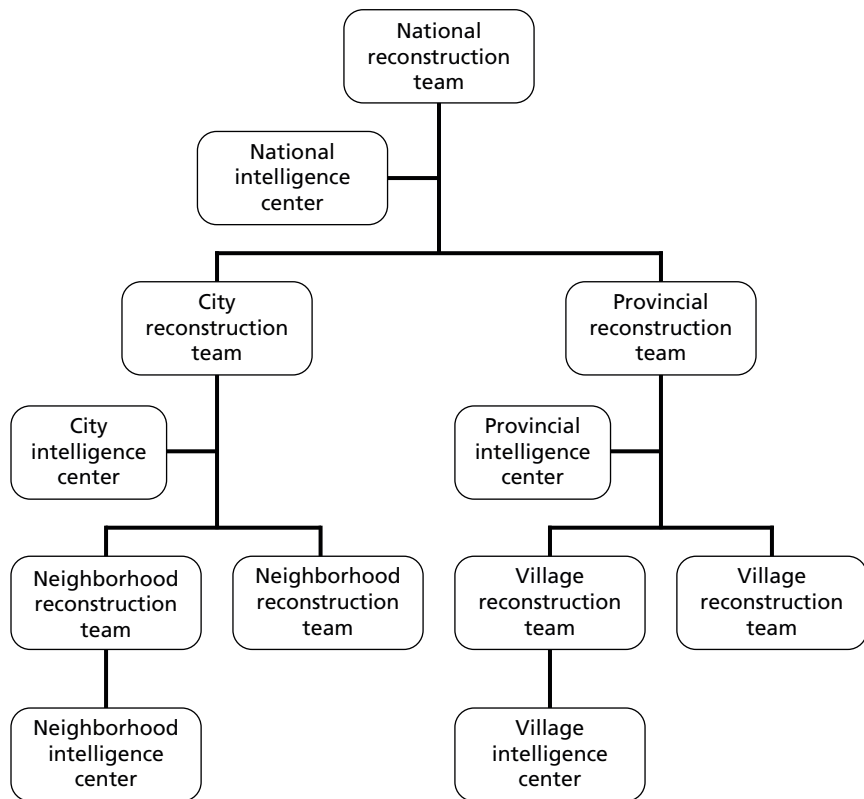 National
reconstruction
team
National
intelligence
center
City
reconstruction
team
Provincial
reconstruction
team
City
intelligence
center
Provincial
intelligence
center
Neighborhood
reconstruction
team
Neighborhood
reconstruction
team
Village
reconstruction
team
Village
reconstruction
team
Neighborhood
intelligence
center
Village
intelligence
center